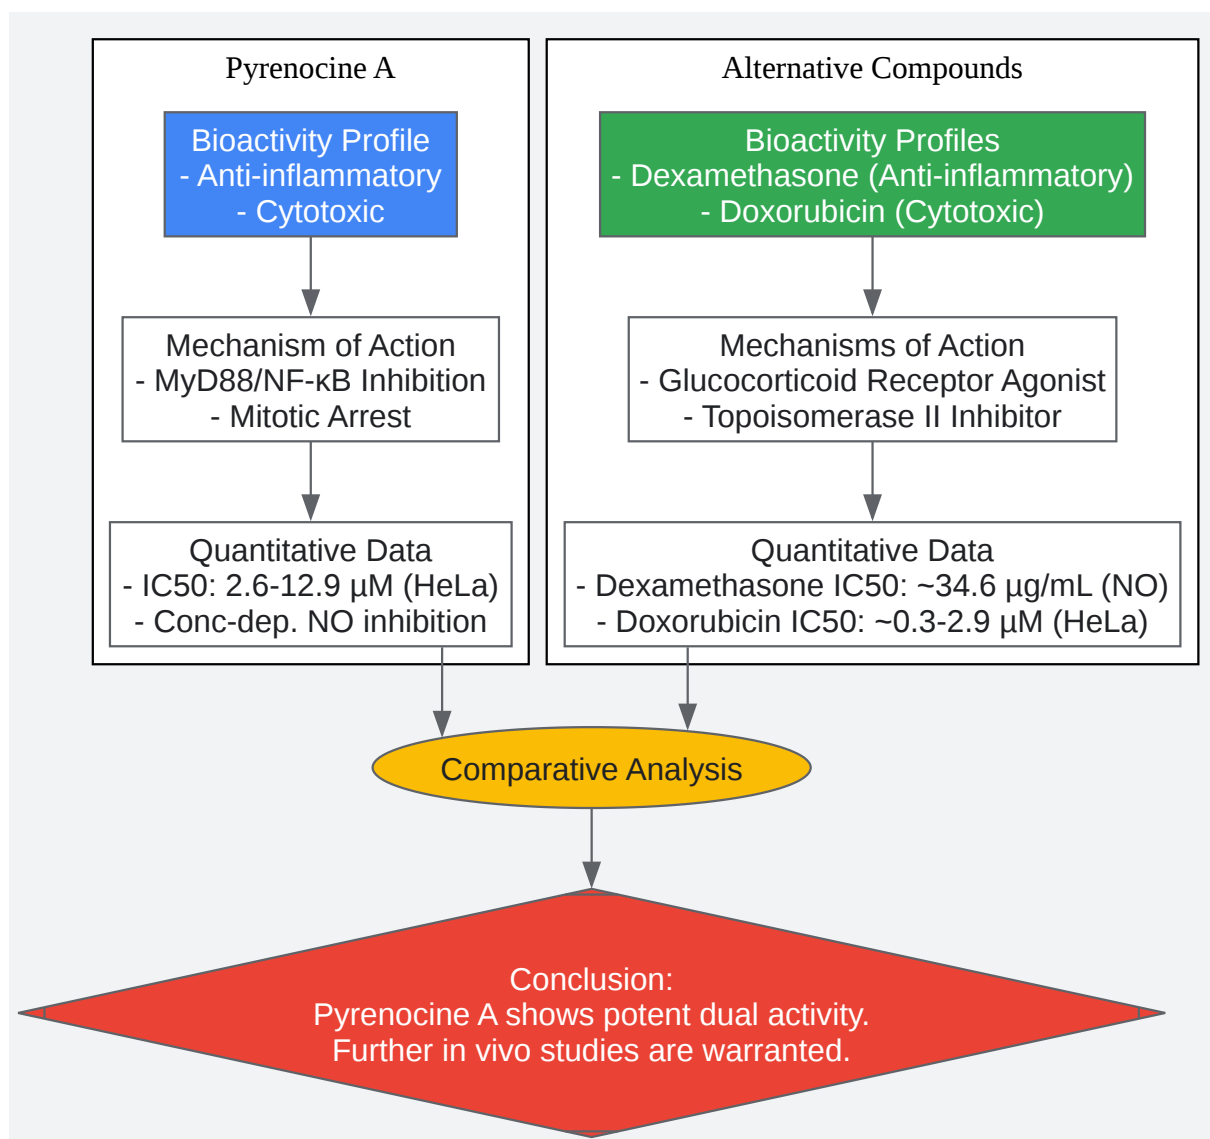 Pyrenocine A
Bioactivity Profile
- Anti-inflammatory
- Cytotoxic
Mechanism of Action
- MyD88/NF-κB Inhibition
- Mitotic Arrest
Quantitative Data
- IC50: 2.6-12.9 µM (HeLa)
- Conc-dep. NO inhibition
Alternative Compounds
Bioactivity Profiles
- Dexamethasone (Anti-inflammatory)
- Doxorubicin (Cytotoxic)
Mechanisms of Action
- Glucocorticoid Receptor Agonist
- Topoisomerase II Inhibitor
Quantitative Data
- Dexamethasone IC50: ~34.6 µg/mL (NO)
- Doxorubicin IC50: ~0.3-2.9 µM (HeLa)
Comparative Analysis
Conclusion:
Pyrenocine A shows potent dual activity.
Further in vivo studies are warranted.